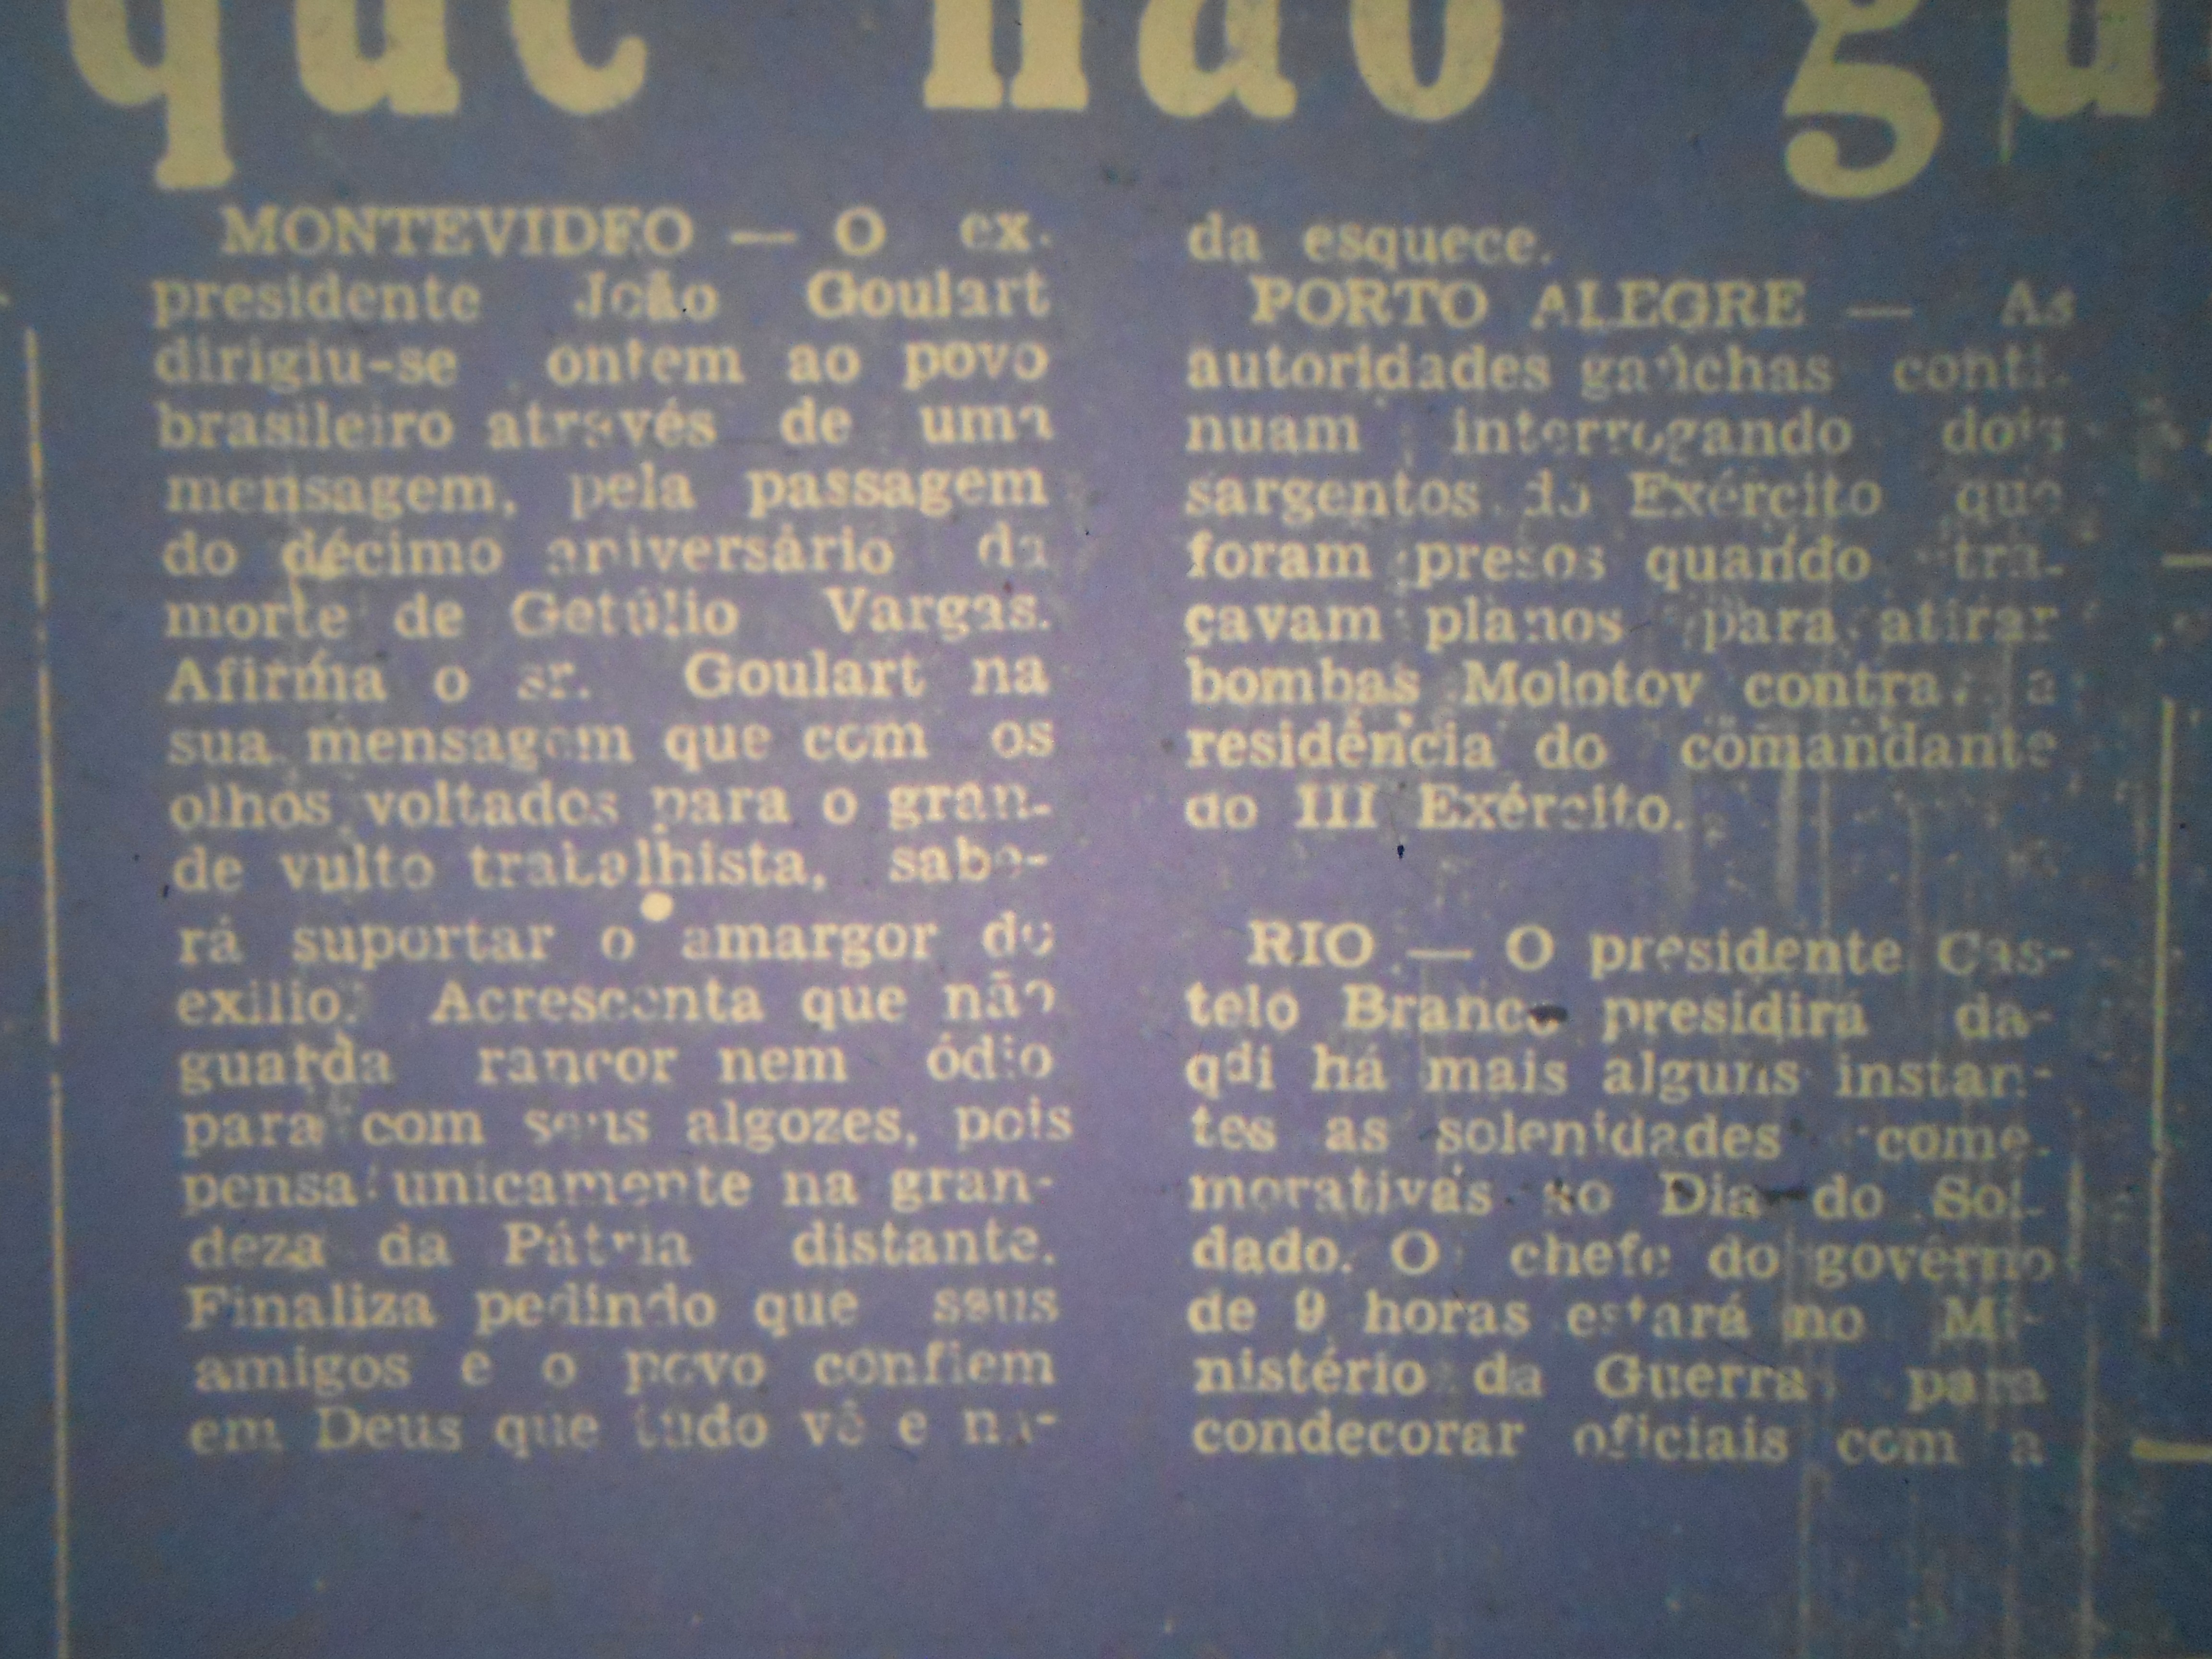 que não gu
MONTEVIDEO — O ex-
presidente João Goulart
dirigiu-se ontem ao povo
brasileiro através de uma
mensagem, pela passagem
do décimo aniversário da
morte de Getúlio Vargas.
Afirma o sr. Goulart na
sua mensagem que com os
olhos voltados para o gran-
de vulto trabalhista, sabe-
rá suportar o amargor do
exilio. Acrescenta que não
guarda rancor nem ódio
para com seus algozes, pois
pensa unicamente na gran-
deza da Pátria distante.
Finaliza pedindo que seus
amigos e o povo confiem
em Deus que tudo vê e na-
da esquece.
PORTO ALEGRE — As
autoridades gaúchas conti-
nuam interrogando dois
sargentos do Exército que
foram presos quando tra-
çavam planos para atirar
bombas Molotov contra a
residência do comandante
do III Exército.
RIO — O presidente Cas-
telo Branco presidirá da-
qui há mais alguns instan-
tes as solenidades come-
morativas ao Dia do Sol-
dado. O chefe do govêrno
de 9 horas estará no Mi-
nistério da Guerra para
condecorar oficiais com a